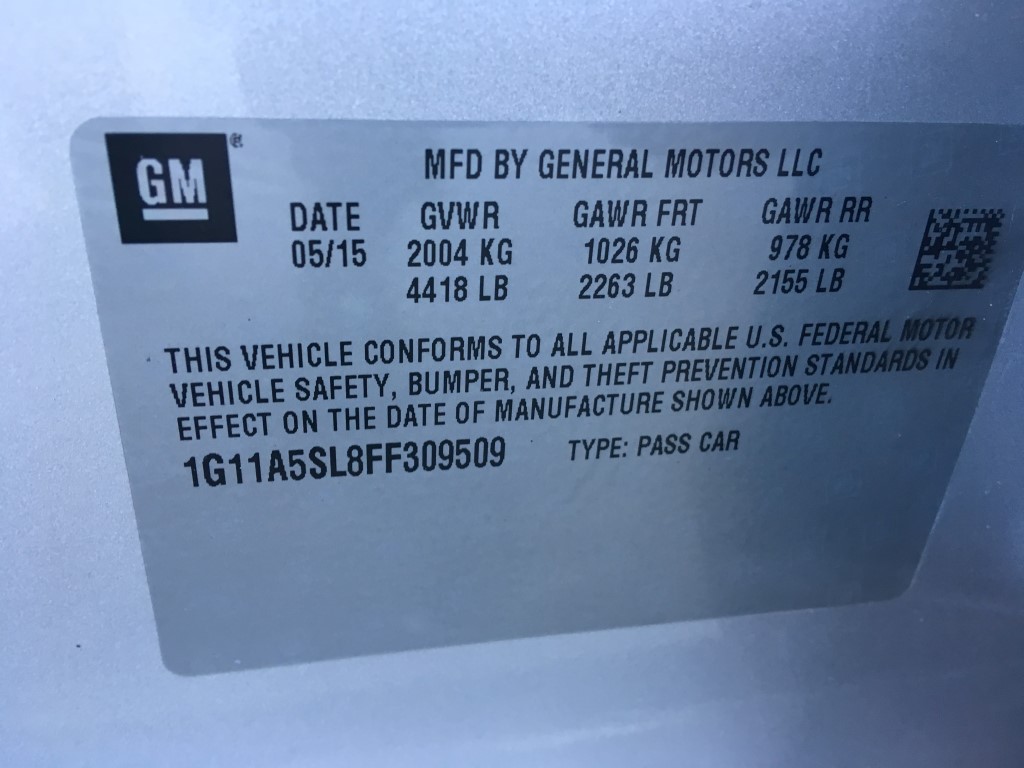 GM®
MFD BY GENERAL MOTORS LLC
DATE GVWR GAWR FRT GAWR RR
05/15 2004 KG 1026 KG 978 KG
4418 LB 2263 LB 2155 LB
THIS VEHICLE CONFORMS TO ALL APPLICABLE U.S. FEDERAL MOTOR
VEHICLE SAFETY, BUMPER, AND THEFT PREVENTION STANDARDS IN
EFFECT ON THE DATE OF MANUFACTURE SHOWN ABOVE.
1G11A5SL8FF309509 TYPE: PASS CAR